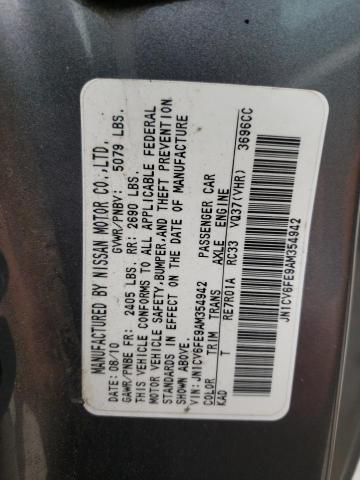 MANUFACTURED BY NISSAN MOTOR CO.,LTD.
DATE: 08/10 GVWR/PNBV: 5079 LBS.
GAWR/PNBE FR: 2405 LBS. RR: 2690 LBS.
THIS VEHICLE CONFORMS TO ALL APPLICABLE FEDERAL
MOTOR VEHICLE SAFETY,BUMPER,AND THEFT PREVENTION
STANDARDS IN EFFECT ON THE DATE OF MANUFACTURE
SHOWN ABOVE.
VIN: JN1CV6FE9AM354942 PASSENGER CAR
COLOR TRIM TRANS AXLE ENGINE
KAD T RE7R01A RC33 VQ37(VHR) 3696CC
JN1CV6FE9AM354942